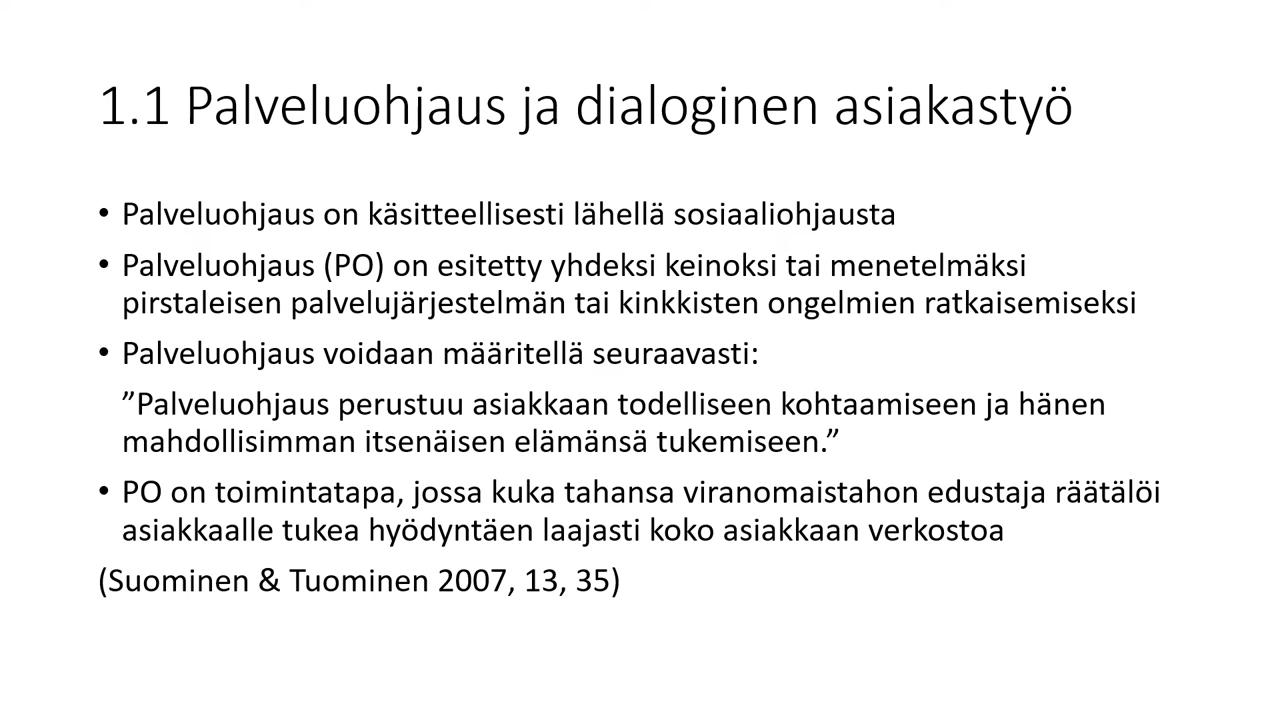 1.1 Palveluohjaus ja dialoginen asiakastyö
• Palveluohjaus on käsitteellisesti lähellä sosiaaliohjausta
• Palveluohjaus (PO) on esitetty yhdeksi keinoksi tai menetelmäksi
pirstaleisen palvelujärjestelmän tai kinkkisten ongelmien ratkaisemiseksi
• Palveluohjaus voidaan määritellä seuraavasti:
”Palveluohjaus perustuu asiakkaan todelliseen kohtaamiseen ja hänen
mahdollisimman itsenäisen elämänsä tukemiseen.”
• PO on toimintatapa, jossa kuka tahansa viranomaistahon edustaja räätälöi
asiakkaalle tukea hyödyntäen laajasti koko asiakkaan verkostoa
(Suominen & Tuominen 2007, 13, 35)